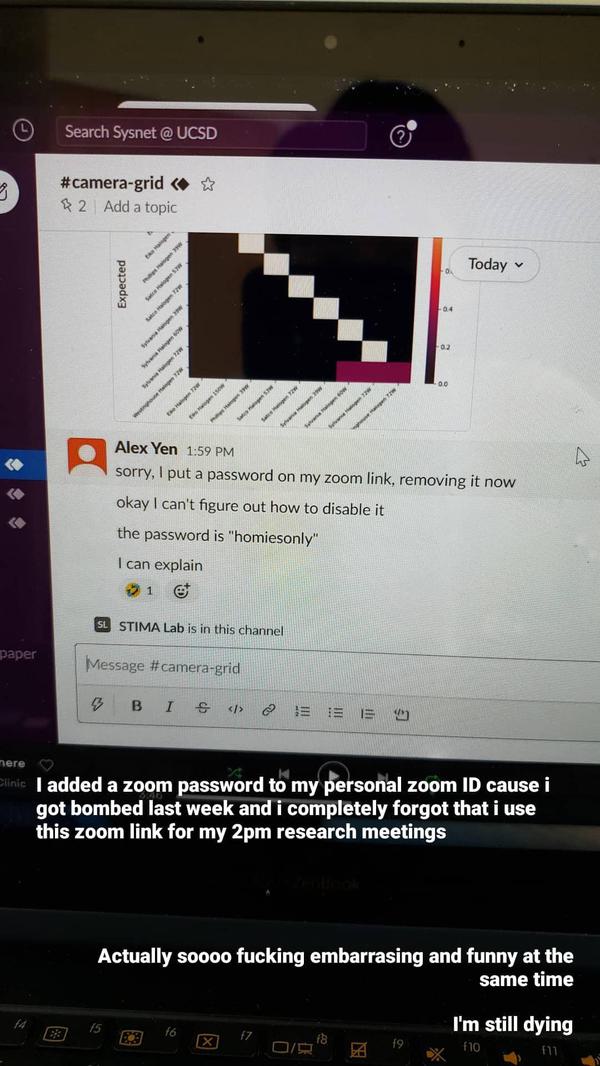 Search Sysnet @ UCSD
#camera-grid
2 | Add a topic
Today
Expected
0.4
0.2
0.0
Alex Yen 1:59 PM
sorry, I put a password on my zoom link, removing it now
okay I can't figure out how to disable it
the password is "homiesonly"
I can explain
1
SL STIMA Lab is in this channel
paper
Message #camera-grid
B I S </>
here
Clinic
I added a zoom password to my personal zoom ID cause i
got bombed last week and i completely forgot that i use
this zoom link for my 2pm research meetings
ZenBook
Actually soooo fucking embarrasing and funny at the
same time
I'm still dying
f4 f5 f6 f7 f8 f9 f10 f11